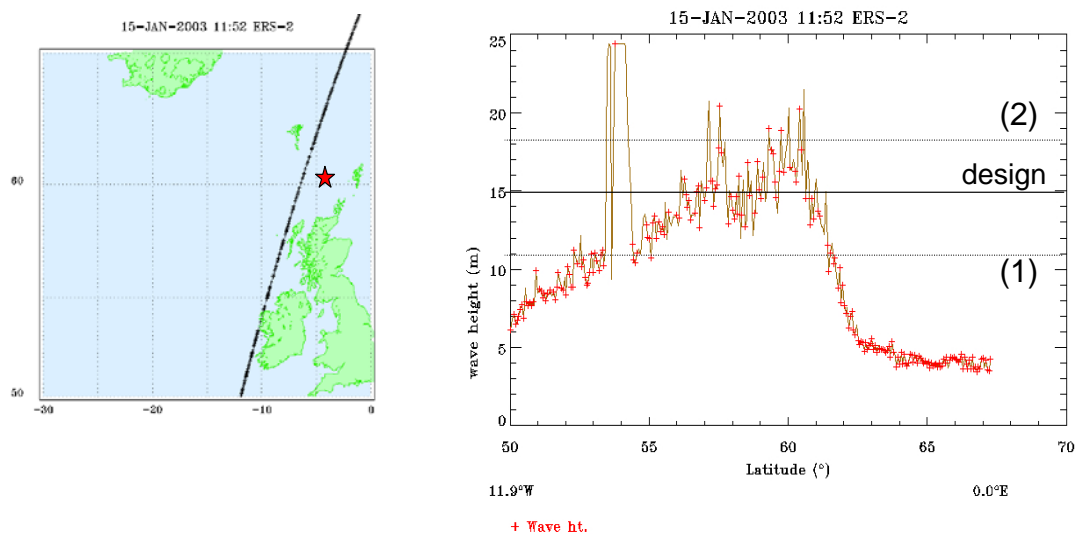 15-JAN-2003 11:52 ERS-2
60
50
-30 -20 -10 0
15-JAN-2003 11:52 ERS-2
25
20
15
10
5
0
wave height (m)
(2)
design
(1)
50 55 60 65 70
Latitude (°)
11.9°W 0.0°E
+ Wave ht.